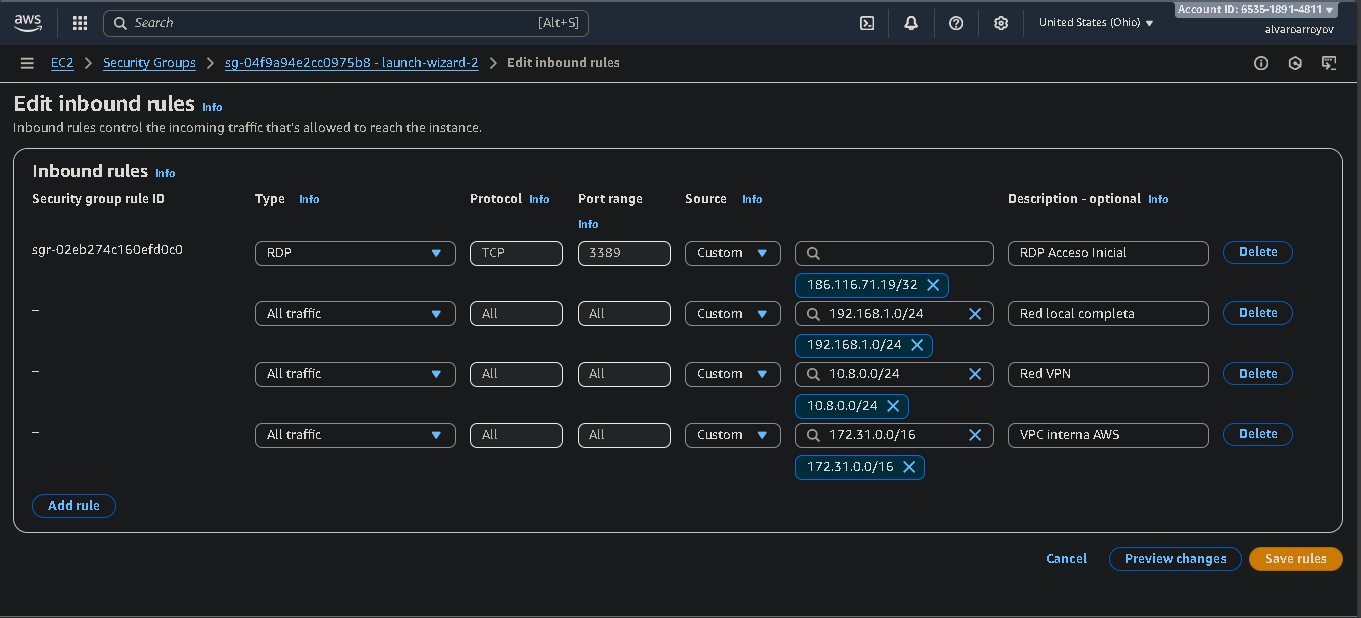 aws
Search [Alt+S] United States (Ohio) Account ID: 6535-1891-4811
alvaroarroyov
EC2 Security Groups sg-04f9a94e2cc0975b8 - launch-wizard-2 Edit inbound rules
Edit inbound rules Info
Inbound rules control the incoming traffic that's allowed to reach the instance.
Inbound rules Info
Security group rule ID Type Info Protocol Info Port range Source Info Description - optional Info
Info
sgr-02eb274c160efd0c0 RDP TCP 3389 Custom RDP Acceso Inicial Delete
186.116.71.19/32
– All traffic All All Custom 192.168.1.0/24 Red local completa Delete
192.168.1.0/24
– All traffic All All Custom 10.8.0.0/24 Red VPN Delete
10.8.0.0/24
– All traffic All All Custom 172.31.0.0/16 VPC interna AWS Delete
172.31.0.0/16
Add rule
Cancel Preview changes Save rules